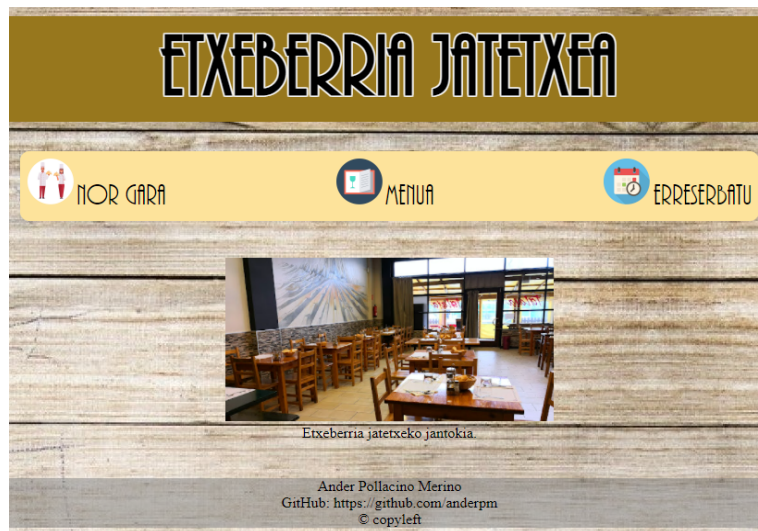 ETXEBERRIA JATETXEA
NOR GARA
MENUA
ERRESERBATU
Etxeberria jatetxeko jantokia.
Ander Pollacino Merino
GitHub: https://github.com/anderpm
© copyleft